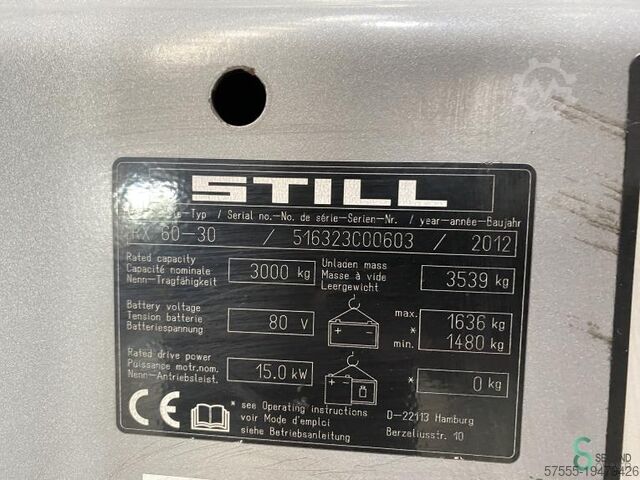 STILL
-Typ / Serial no.-No. de série-Serien-Nr. / year-année-Baujahr
RX 60-30 / 516323C00603 / 2012
Rated capacity
Capacité nominale
Nenn-Tragfähigkeit
3000 kg
Unladen mass
Masse à vide
Leergewicht
3539 kg
Battery voltage
Tension batterie
Batteriespannung
80 V
max. 1636 kg
*
min. 1480 kg
Rated drive power
Puissance motr.nom.
Nenn-Antriebsleist.
15.0 kW
* 0 kg
CE
* see Operating instructions
voir Mode d'emploi
siehe Betriebsanleitung
D-22113 Hamburg
Berzeliusstr. 10
57555-19479426